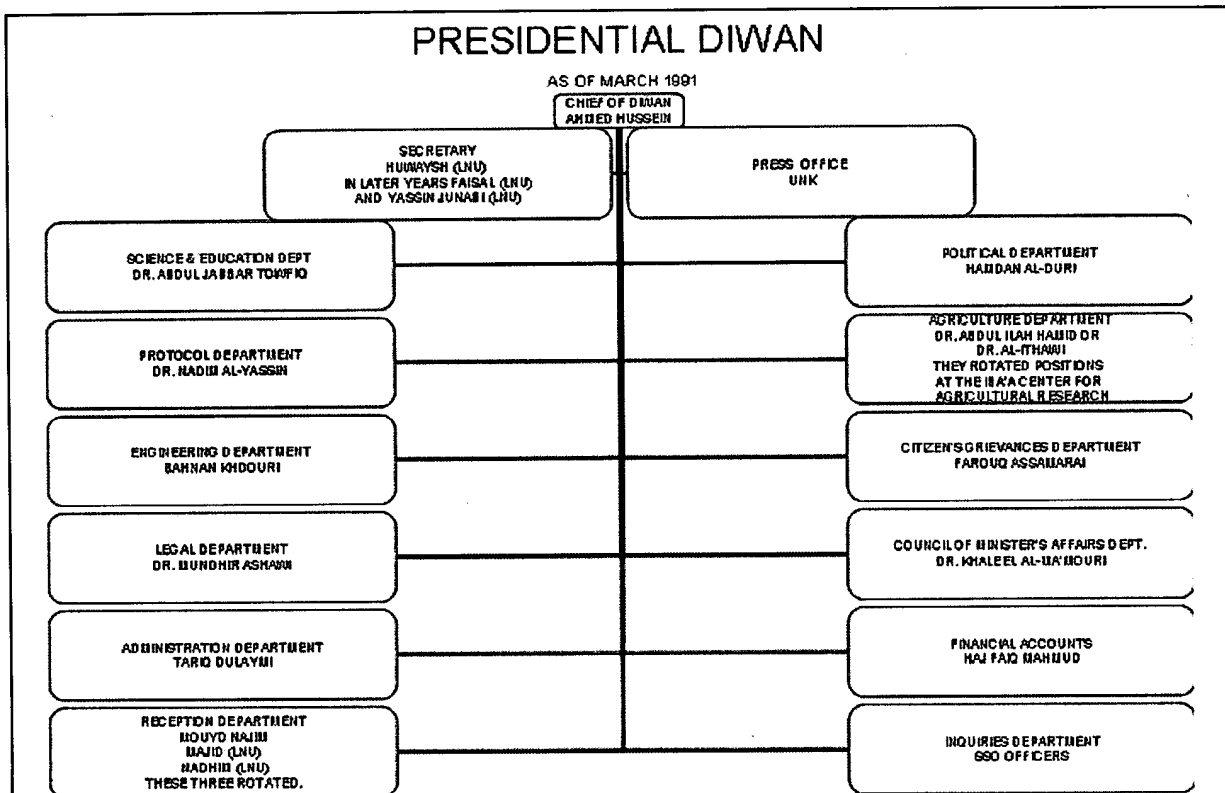 PRESIDENTIAL DIWAN
AS OF MARCH 1991
CHIEF OF DIWAN
AHMED HUSSEIN
SECRETARY
HUWAYSH (LNU)
IN LATER YEARS FAISAL (LNU)
AND YASSIN JUNABI (LNU)
PRESS OFFICE
UNK
SCIENCE & EDUCATION DEPT
DR. ABDUL JABBAR TOWFIQ
POLITICAL DEPARTMENT
HAMDAN AL-DURI
PROTOCOL DEPARTMENT
DR. NADIM AL-YASSIN
AGRICULTURE DEPARTMENT
DR. ABDUL ILAH HAMID OR
DR. AL-ITHAWI
THEY ROTATED POSITIONS
AT THE IBA'A CENTER FOR
AGRICULTURAL RESEARCH
ENGINEERING DEPARTMENT
BAHNAN KHDOURI
CITIZEN'S GRIEVANCES DEPARTMENT
FAROUQ ASSAMARAI
LEGAL DEPARTMENT
DR. MUNDHIR ASHAWI
COUNCIL OF MINISTER'S AFFAIRS DEPT.
DR. KHALEEL AL-MA'MOURI
ADMINISTRATION DEPARTMENT
TARIQ DULAYMI
FINANCIAL ACCOUNTS
HAJ FAIQ MAHMUD
RECEPTION DEPARTMENT
MOUYD NAJIM
MAJID (LNU)
NADHIM (LNU)
THESE THREE ROTATED.
INQUIRIES DEPARTMENT
SSO OFFICERS